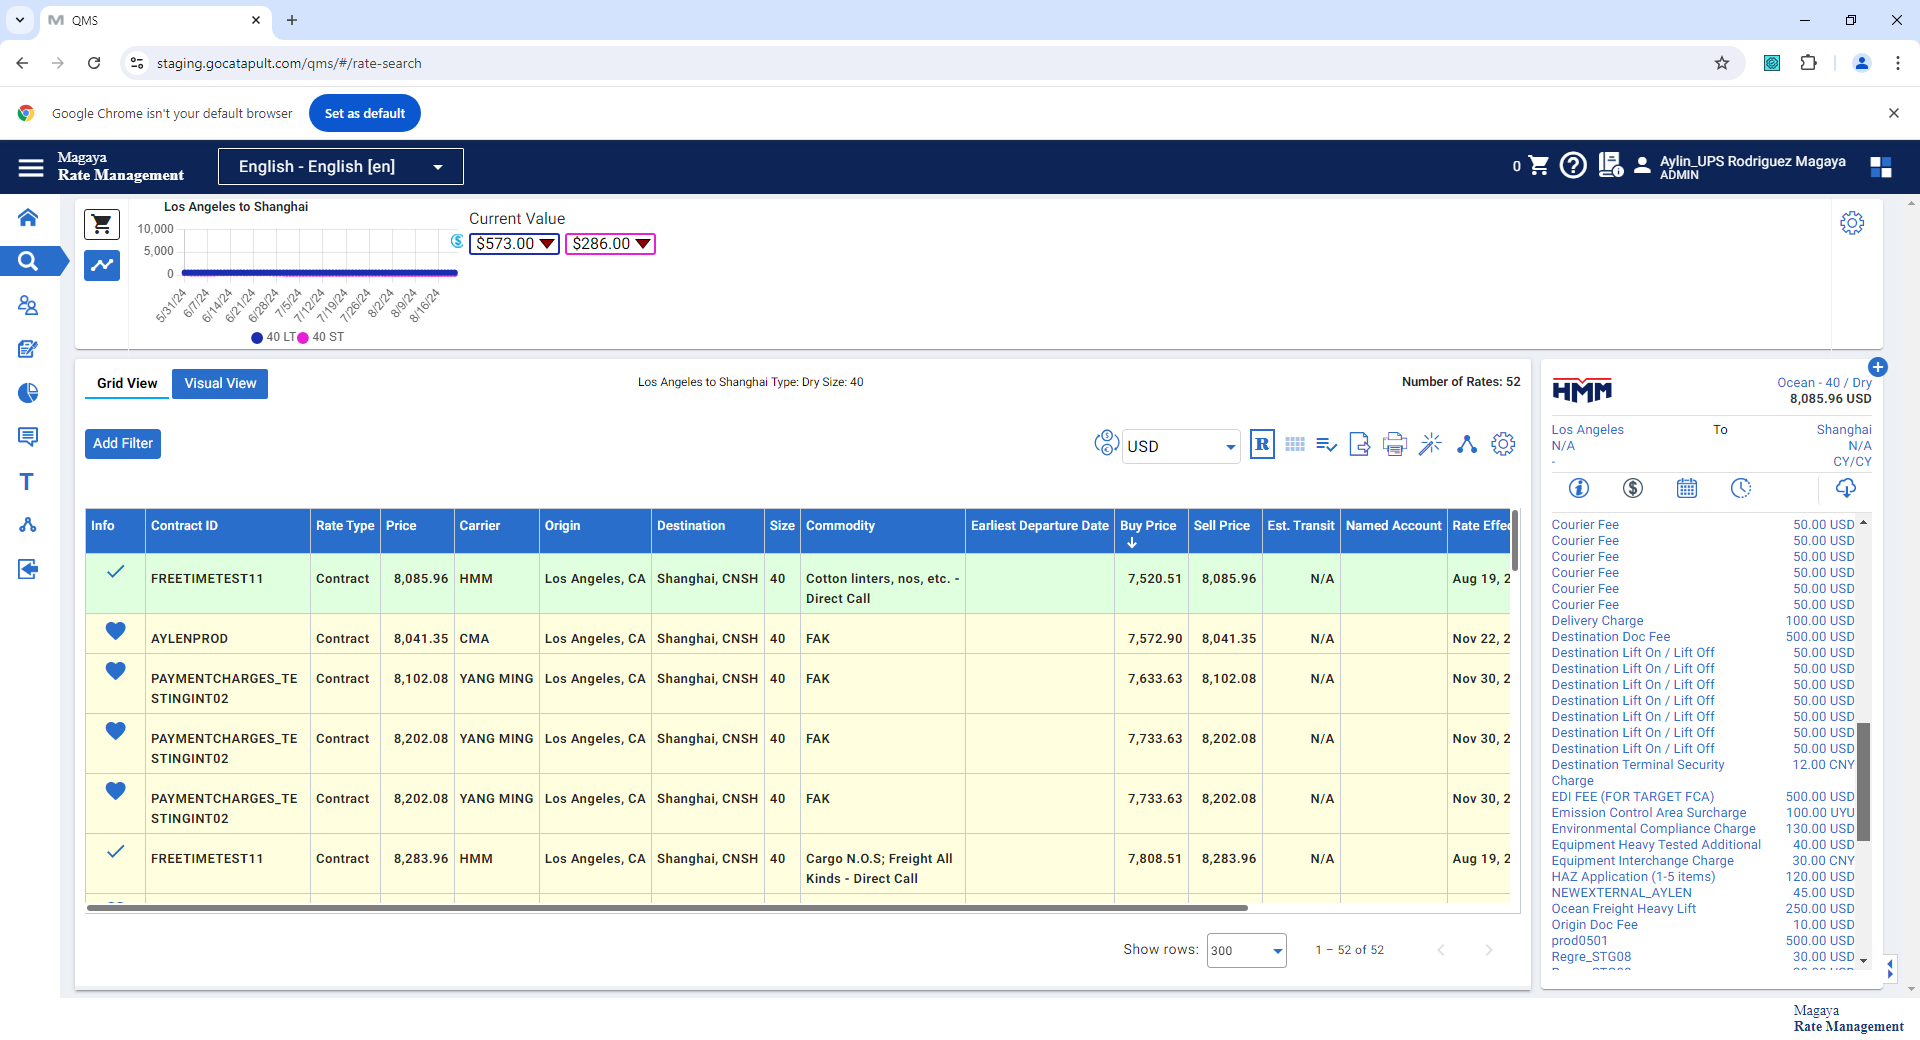 QMS
staging.gocatapult.com/qms/#/rate-search
Google Chrome isn't your default browser
Set as default
Magaya
Rate Management
English - English [en]
0
Aylin_UPS Rodriguez Magaya
ADMIN
Los Angeles to Shanghai
10,000
5,000
0
5/31/24
6/7/24
6/14/24
6/21/24
6/28/24
7/5/24
7/12/24
7/19/24
7/26/24
8/2/24
8/9/24
8/16/24
40 LT
40 ST
Current Value
$573.00
$286.00
Grid View
Visual View
Los Angeles to Shanghai Type: Dry Size: 40
Number of Rates: 52
Add Filter
USD
R
Info Contract ID Rate Type Price Carrier Origin Destination Size Commodity Earliest Departure Date Buy Price Sell Price Est. Transit Named Account Rate Effec
FREETIMETEST11 Contract 8,085.96 HMM Los Angeles, CA Shanghai, CNSH 40 Cotton linters, nos, etc. - 7,520.51 8,085.96 N/A Aug 19, 2
Direct Call
AYLENPROD Contract 8,041.35 CMA Los Angeles, CA Shanghai, CNSH 40 FAK 7,572.90 8,041.35 N/A Nov 22, 2
PAYMENTCHARGES_TE Contract 8,102.08 YANG MING Los Angeles, CA Shanghai, CNSH 40 FAK 7,633.63 8,102.08 N/A Nov 30, 2
STINGINT02
PAYMENTCHARGES_TE Contract 8,202.08 YANG MING Los Angeles, CA Shanghai, CNSH 40 FAK 7,733.63 8,202.08 N/A Nov 30, 2
STINGINT02
PAYMENTCHARGES_TE Contract 8,202.08 YANG MING Los Angeles, CA Shanghai, CNSH 40 FAK 7,733.63 8,202.08 N/A Nov 30, 2
STINGINT02
FREETIMETEST11 Contract 8,283.96 HMM Los Angeles, CA Shanghai, CNSH 40 Cargo N.O.S; Freight All 7,808.51 8,283.96 N/A Aug 19, 2
Kinds - Direct Call
Show rows: 300 1 – 52 of 52
HMM
Ocean - 40 / Dry
8,085.96 USD
Los Angeles To Shanghai
N/A N/A
- CY/CY
Courier Fee 50.00 USD
Courier Fee 50.00 USD
Courier Fee 50.00 USD
Courier Fee 50.00 USD
Courier Fee 50.00 USD
Courier Fee 50.00 USD
Delivery Charge 100.00 USD
Destination Doc Fee 500.00 USD
Destination Lift On / Lift Off 50.00 USD
Destination Lift On / Lift Off 50.00 USD
Destination Lift On / Lift Off 50.00 USD
Destination Lift On / Lift Off 50.00 USD
Destination Lift On / Lift Off 50.00 USD
Destination Lift On / Lift Off 50.00 USD
Destination Lift On / Lift Off 50.00 USD
Destination Terminal Security 12.00 CNY
Charge
EDI FEE (FOR TARGET FCA) 500.00 USD
Emission Control Area Surcharge 100.00 UYU
Environmental Compliance Charge 130.00 USD
Equipment Heavy Tested Additional 40.00 USD
Equipment Interchange Charge 30.00 CNY
HAZ Application (1-5 items) 120.00 USD
NEWEXTERNAL_AYLEN 45.00 USD
Ocean Freight Heavy Lift 250.00 USD
Origin Doc Fee 10.00 USD
prod0501 500.00 USD
Regre_STG08 30.00 USD
Magaya
Rate Management